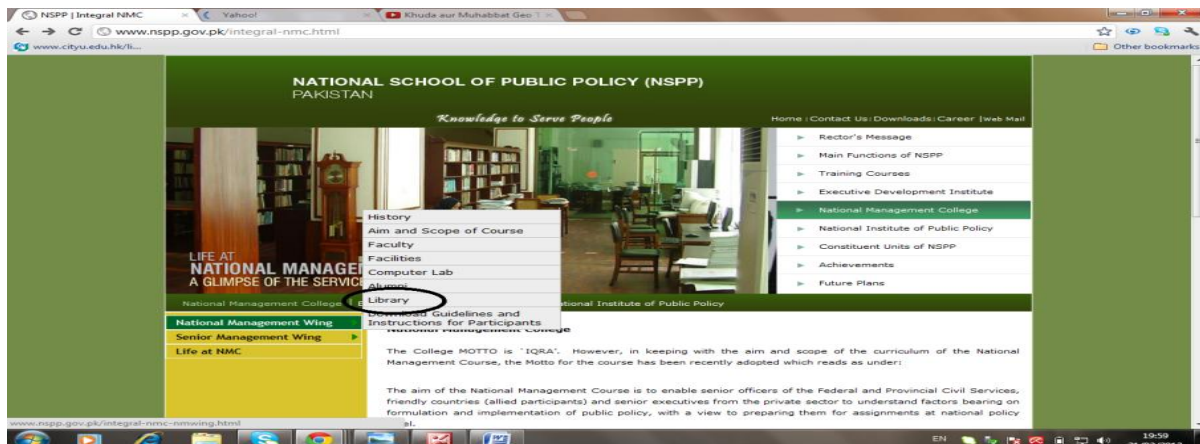 NSPP | Integral NMC
Yahoo!
Khuda aur Muhabbat Geo T
www.nspp.gov.pk/integral-nmc.html
www.cityu.edu.hk/li...
Other bookmarks
NATIONAL SCHOOL OF PUBLIC POLICY (NSPP)
PAKISTAN
Knowledge to Serve People
Home | Contact Us | Downloads | Career | Web Mail
Rector's Message
Main Functions of NSPP
Training Courses
Executive Development Institute
National Management College
National Institute of Public Policy
Constituent Units of NSPP
Achievements
Future Plans
LIFE AT
NATIONAL MANAGE
A GLIMPSE OF THE SERVIC
History
Aim and Scope of Course
Faculty
Facilities
Computer Lab
Alumni
Library
Download Guidelines and
Instructions for Participants
National Management College
tional Institute of Public Policy
National Management Wing
Senior Management Wing
Life at NMC
National Management College
The College MOTTO is `IQRA'. However, in keeping with the aim and scope of the curriculum of the National
Management Course, the Motto for the course has been recently adopted which reads as under:
The aim of the National Management Course is to enable senior officers of the Federal and Provincial Civil Services,
friendly countries (allied participants) and senior executives from the private sector to understand factors bearing on
formulation and implementation of public policy, with a view to preparing them for assignments at national policy
www.nspp.gov.pk/integral-nmc-nmwing.html
EN
19:59